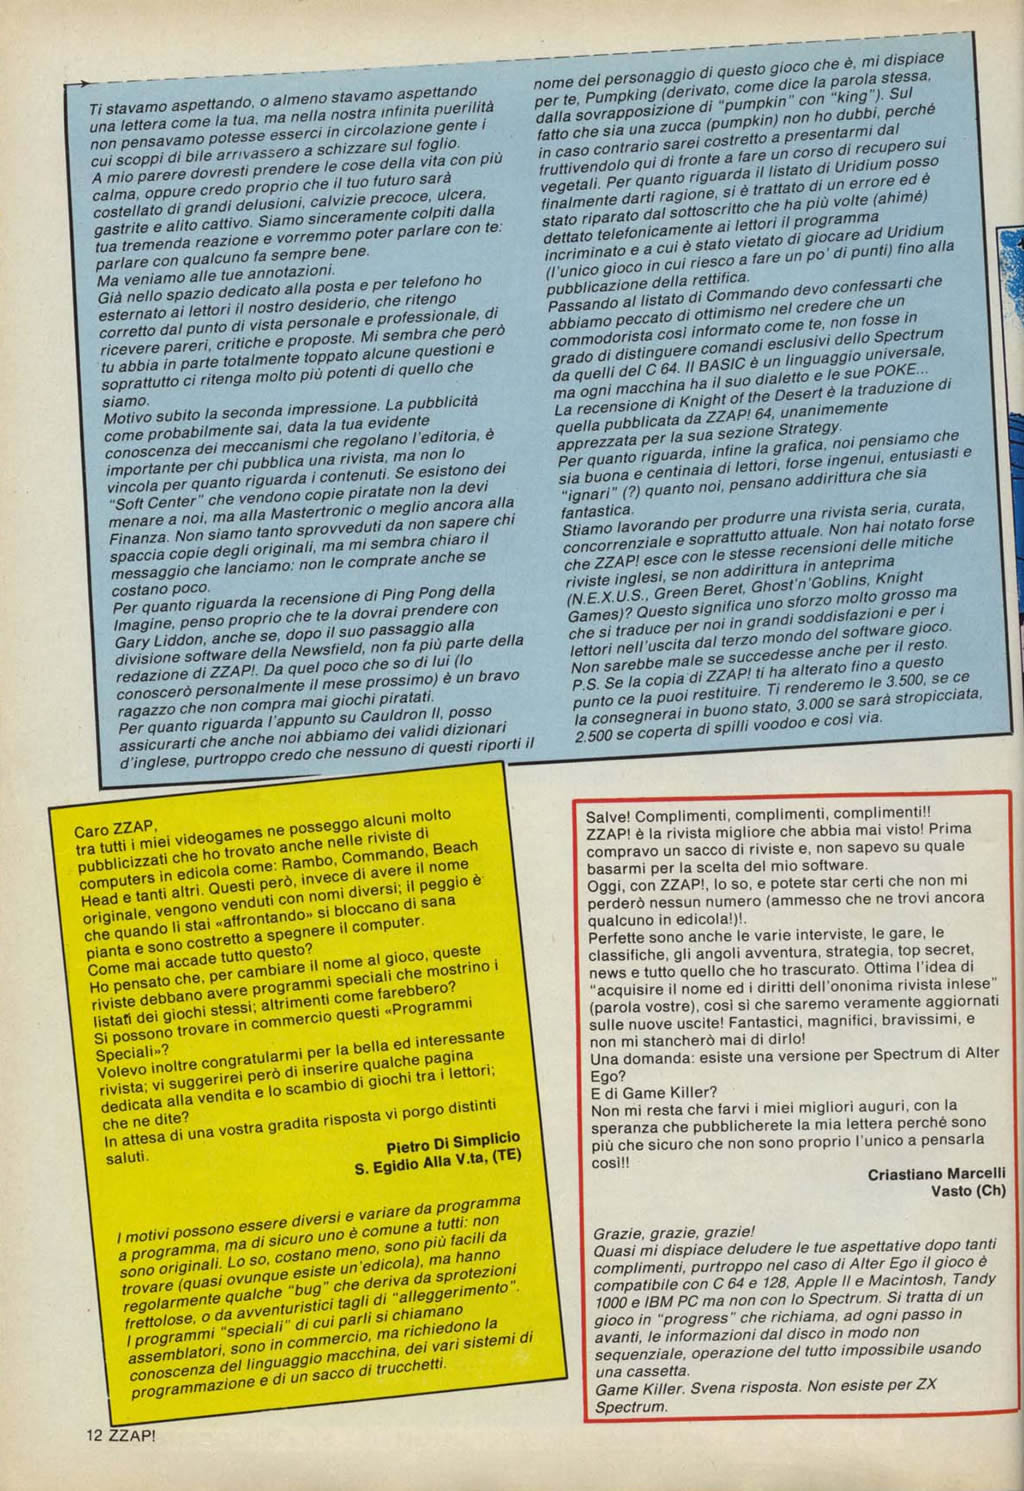 Ti stavamo aspettando, o almeno stavamo aspettando
una lettera come la tua, ma nella nostra infinita puerilità
non pensavamo potesse esserci in circolazione gente i
cui scoppi di bile arrivassero a schizzare sul foglio.
A mio parere dovresti prendere le cose della vita con più
calma, oppure credo proprio che il tuo futuro sarà
costellato di grandi delusioni, calvizie precoce, ulcera,
gastrite e alito cattivo. Siamo sinceramente colpiti dalla
tua tremenda reazione e vorremmo poter parlare con te:
parlare con qualcuno fa sempre bene.
Ma veniamo alle tue annotazioni.
Già nello spazio dedicato alla posta e per telefono ho
esternato ai lettori il nostro desiderio, che ritengo
corretto dal punto di vista personale e professionale, di
ricevere pareri, critiche e proposte. Mi sembra che però
tu abbia in parte totalmente toppato alcune questioni e
soprattutto ci ritenga molto più potenti di quello che
siamo.
Motivo subito la seconda impressione. La pubblicità
come probabilmente sai, data la tua evidente
conoscenza dei meccanismi che regolano l'editoria, è
importante per chi pubblica una rivista, ma non lo
vincola per quanto riguarda i contenuti. Se esistono dei
"Soft Center" che vendono copie piratate non la devi
menare a noi, ma alla Mastertronic o meglio ancora alla
Finanza. Non siamo tanto sprovveduti da non sapere chi
spaccia copie degli originali, ma mi sembra chiaro il
messaggio che lanciamo: non le comprate anche se
costano poco.
Per quanto riguarda la recensione di Ping Pong della
Imagine, penso proprio che te la dovrai prendere con
Gary Liddon, anche se, dopo il suo passaggio alla
divisione software della Newsfield, non fa più parte della
redazione di ZZAP!. Da quel poco che so di lui (lo
conoscerò personalmente il mese prossimo) è un bravo
ragazzo che non compra mai giochi piratati.
Per quanto riguarda l'appunto su Cauldron II, posso
assicurarti che anche noi abbiamo dei validi dizionari
d'inglese, purtroppo credo che nessuno di questi riporti il
nome del personaggio di questo gioco che è, mi dispiace
per te, Pumpking (derivato, come dice la parola stessa,
dalla sovrapposizione di "pumpkin" con "king"). Sul
fatto che sia una zucca (pumpkin) non ho dubbi, perché
in caso contrario sarei costretto a presentarmi dal
fruttivendolo qui di fronte a fare un corso di recupero sui
vegetali. Per quanto riguarda il listato di Uridium posso
finalmente darti ragione, si è trattato di un errore ed è
stato riparato dal sottoscritto che ha più volte (ahimé)
dettato telefonicamente ai lettori il programma
incriminato e a cui è stato vietato di giocare ad Uridium
(l'unico gioco in cui riesco a fare un po' di punti) fino alla
pubblicazione della rettifica.
Passando al listato di Commando devo confessarti che
abbiamo peccato di ottimismo nel credere che un
commodorista così informato come te, non fosse in
grado di distinguere comandi esclusivi dello Spectrum
da quelli del C 64. Il BASIC è un linguaggio universale,
ma ogni macchina ha il suo dialetto e le sue POKE...
La recensione di Knight of the Desert è la traduzione di
quella pubblicata da ZZAP! 64, unanimemente
apprezzata per la sua sezione Strategy.
Per quanto riguarda, infine la grafica, noi pensiamo che
sia buona e centinaia di lettori, forse ingenui, entusiasti e
"ignari" (?) quanto noi, pensano addirittura che sia
fantastica.
Stiamo lavorando per produrre una rivista seria, curata,
concorrenziale e soprattutto attuale. Non hai notato forse
che ZZAP! esce con le stesse recensioni delle mitiche
riviste inglesi, se non addirittura in anteprima
(N.E.X.U.S., Green Beret, Ghost'n'Goblins, Knight
Games)? Questo significa uno sforzo molto grosso ma
che si traduce per noi in grandi soddisfazioni e per i
lettori nell'uscita dal terzo mondo del software gioco.
Non sarebbe male se succedesse anche per il resto.
P.S. Se la copia di ZZAP! ti ha alterato fino a questo
punto ce la puoi restituire. Ti renderemo le 3.500, se ce
la consegnerai in buono stato, 3.000 se sarà stropicciata,
2.500 se coperta di spilli voodoo e così via.
Caro ZZAP,
tra tutti i miei videogames ne posseggo alcuni molto
pubblicizzati che ho trovato anche nelle riviste di
computers in edicola come: Rambo, Commando, Beach
Head e tanti altri. Questi però, invece di avere il nome
originale, vengono venduti con nomi diversi; il peggio è
che quando li stai «affrontando» si bloccano di sana
pianta e sono costretto a spegnere il computer.
Come mai accade tutto questo?
Ho pensato che, per cambiare il nome al gioco, queste
riviste debbano avere programmi speciali che mostrino i
listati dei giochi stessi; altrimenti come farebbero?
Si possono trovare in commercio questi «Programmi
Speciali»?
Volevo inoltre congratularmi per la bella ed interessante
rivista; vi suggerirei però di inserire qualche pagina
dedicata alla vendita e lo scambio di giochi tra i lettori;
che ne dite?
In attesa di una vostra gradita risposta vi porgo distinti
saluti.
Pietro Di Simplicio
S. Egidio Alla V.ta, (TE)
I motivi possono essere diversi e variare da programma
a programma, ma di sicuro uno è comune a tutti: non
sono originali. Lo so, costano meno, sono più facili da
trovare (quasi ovunque esiste un'edicola), ma hanno
regolarmente qualche "bug" che deriva da sprotezioni
frettolose, o da avventuristici tagli di "alleggerimento".
I programmi "speciali" di cui parli si chiamano
assemblatori, sono in commercio, ma richiedono la
conoscenza del linguaggio macchina, dei vari sistemi di
programmazione e di un sacco di trucchetti.
Salve! Complimenti, complimenti, complimenti!!
ZZAP! è la rivista migliore che abbia mai visto! Prima
compravo un sacco di riviste e, non sapevo su quale
basarmi per la scelta del mio software.
Oggi, con ZZAP!, lo so, e potete star certi che non mi
perderò nessun numero (ammesso che ne trovi ancora
qualcuno in edicola!)!.
Perfette sono anche le varie interviste, le gare, le
classifiche, gli angoli avventura, strategia, top secret,
news e tutto quello che ho trascurato. Ottima l'idea di
"acquisire il nome ed i diritti dell'ononima rivista inlese"
(parola vostre), così si che saremo veramente aggiornati
sulle nuove uscite! Fantastici, magnifici, bravissimi, e
non mi stancherò mai di dirlo!
Una domanda: esiste una versione per Spectrum di Alter
Ego?
E di Game Killer?
Non mi resta che farvi i miei migliori auguri, con la
speranza che pubblicherete la mia lettera perché sono
più che sicuro che non sono proprio l'unico a pensarla
così!!
Criastiano Marcelli
Vasto (Ch)
Grazie, grazie, grazie!
Quasi mi dispiace deludere le tue aspettative dopo tanti
complimenti, purtroppo nel caso di Alter Ego il gioco è
compatibile con C 64 e 128, Apple II e Macintosh, Tandy
1000 e IBM PC ma non con lo Spectrum. Si tratta di un
gioco in "progress" che richiama, ad ogni passo in
avanti, le informazioni dal disco in modo non
sequenziale, operazione del tutto impossibile usando
una cassetta.
Game Killer. Svena risposta. Non esiste per ZX
Spectrum.
12 ZZAP!